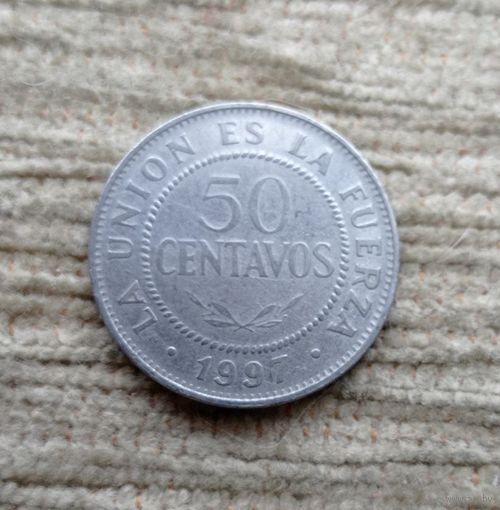 LA UNION ES LA FUERZA
50
CENTAVOS
1997